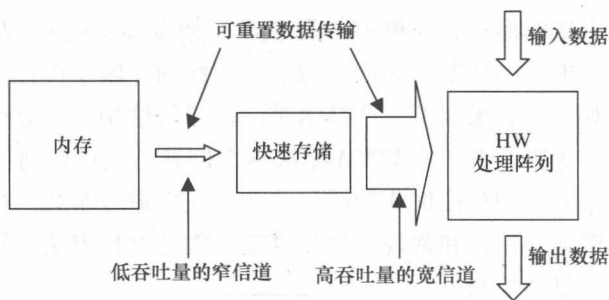 可重置数据传输
输入数据
内存
快速存储
HW
处理阵列
低吞吐量的窄信道
高吞吐量的宽信道
输出数据